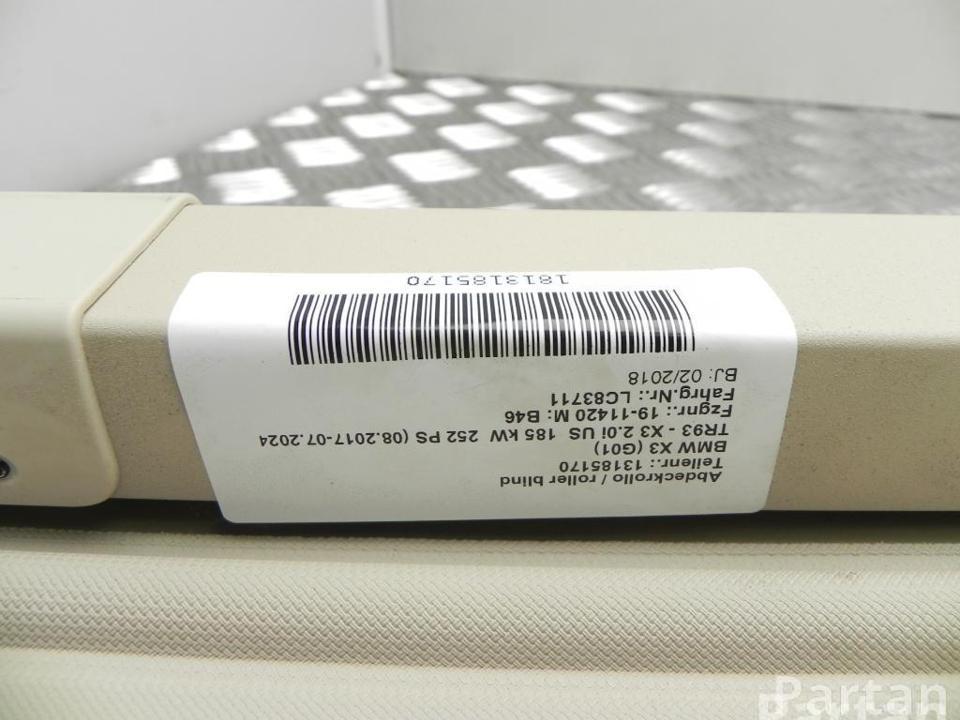 Abdeckrollo / roller blind
Teilenr.: 13185170
BMW X3 (G01)
TR93 - X3 2.0i US 185 kW 252 PS (08.2017-07.2024
Fzgnr.: 19-11420 M: B46
Fahrg.Nr.: LC83711
BJ: 02/2018
1813185170
Partan